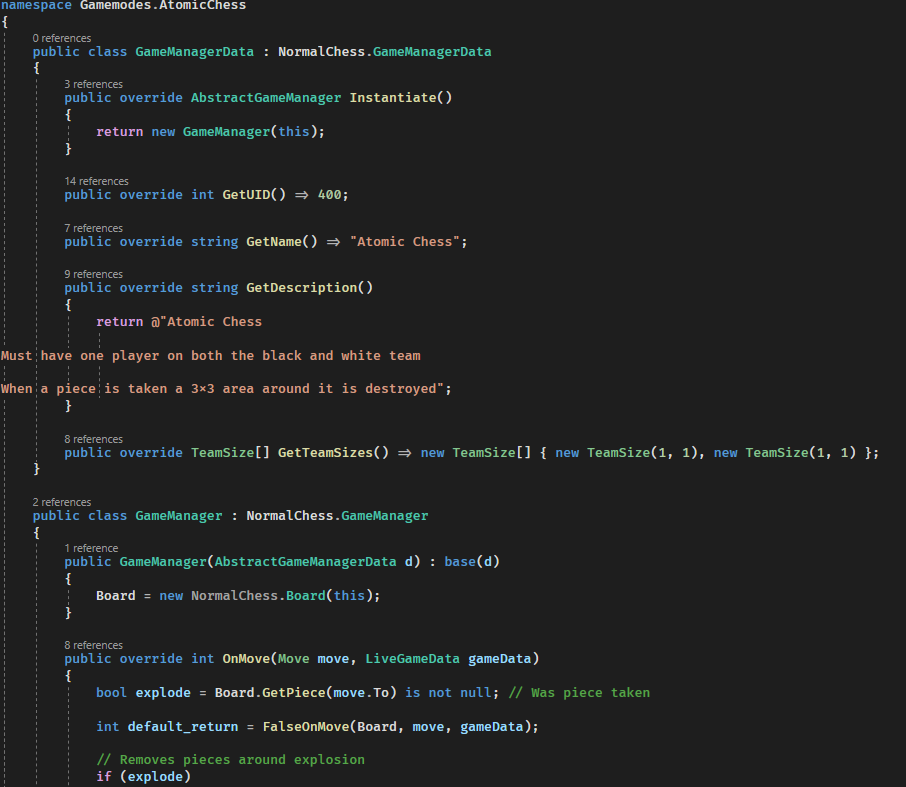 namespace Gamemodes.AtomicChess
{
0 references
public class GameManagerData : NormalChess.GameManagerData
{
3 references
public override AbstractGameManager Instantiate()
{
return new GameManager(this);
}
14 references
public override int GetUID() ⇒ 400;
7 references
public override string GetName() ⇒ "Atomic Chess";
9 references
public override string GetDescription()
{
return @"Atomic Chess
Must have one player on both the black and white team
When a piece is taken a 3×3 area around it is destroyed";
}
8 references
public override TeamSize[] GetTeamSizes() ⇒ new TeamSize[] { new TeamSize(1, 1), new TeamSize(1, 1) };
}
2 references
public class GameManager : NormalChess.GameManager
{
1 reference
public GameManager(AbstractGameManagerData d) : base(d)
{
Board = new NormalChess.Board(this);
}
8 references
public override int OnMove(Move move, LiveGameData gameData)
{
bool explode = Board.GetPiece(move.To) is not null; // Was piece taken
int default_return = FalseOnMove(Board, move, gameData);
// Removes pieces around explosion
if (explode)